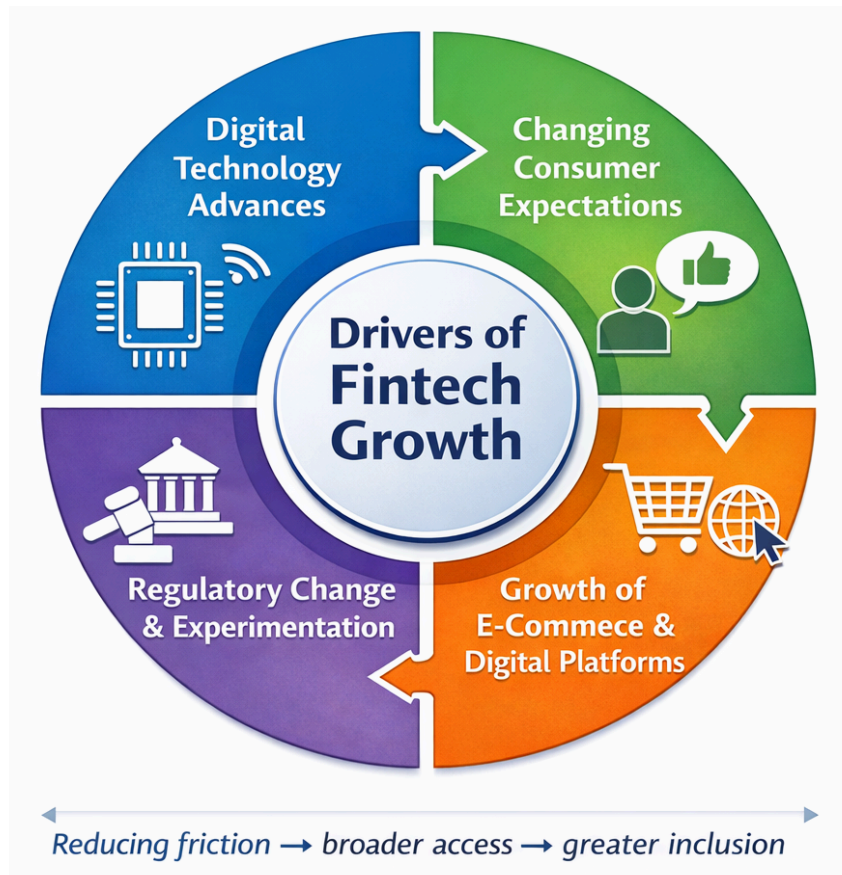 Digital
Technology
Advances
Changing
Consumer
Expectations
Drivers of
Fintech
Growth
Regulatory Change
& Experimentation
Growth of
E-Commece &
Digital Platforms
Reducing friction → broader access → greater inclusion